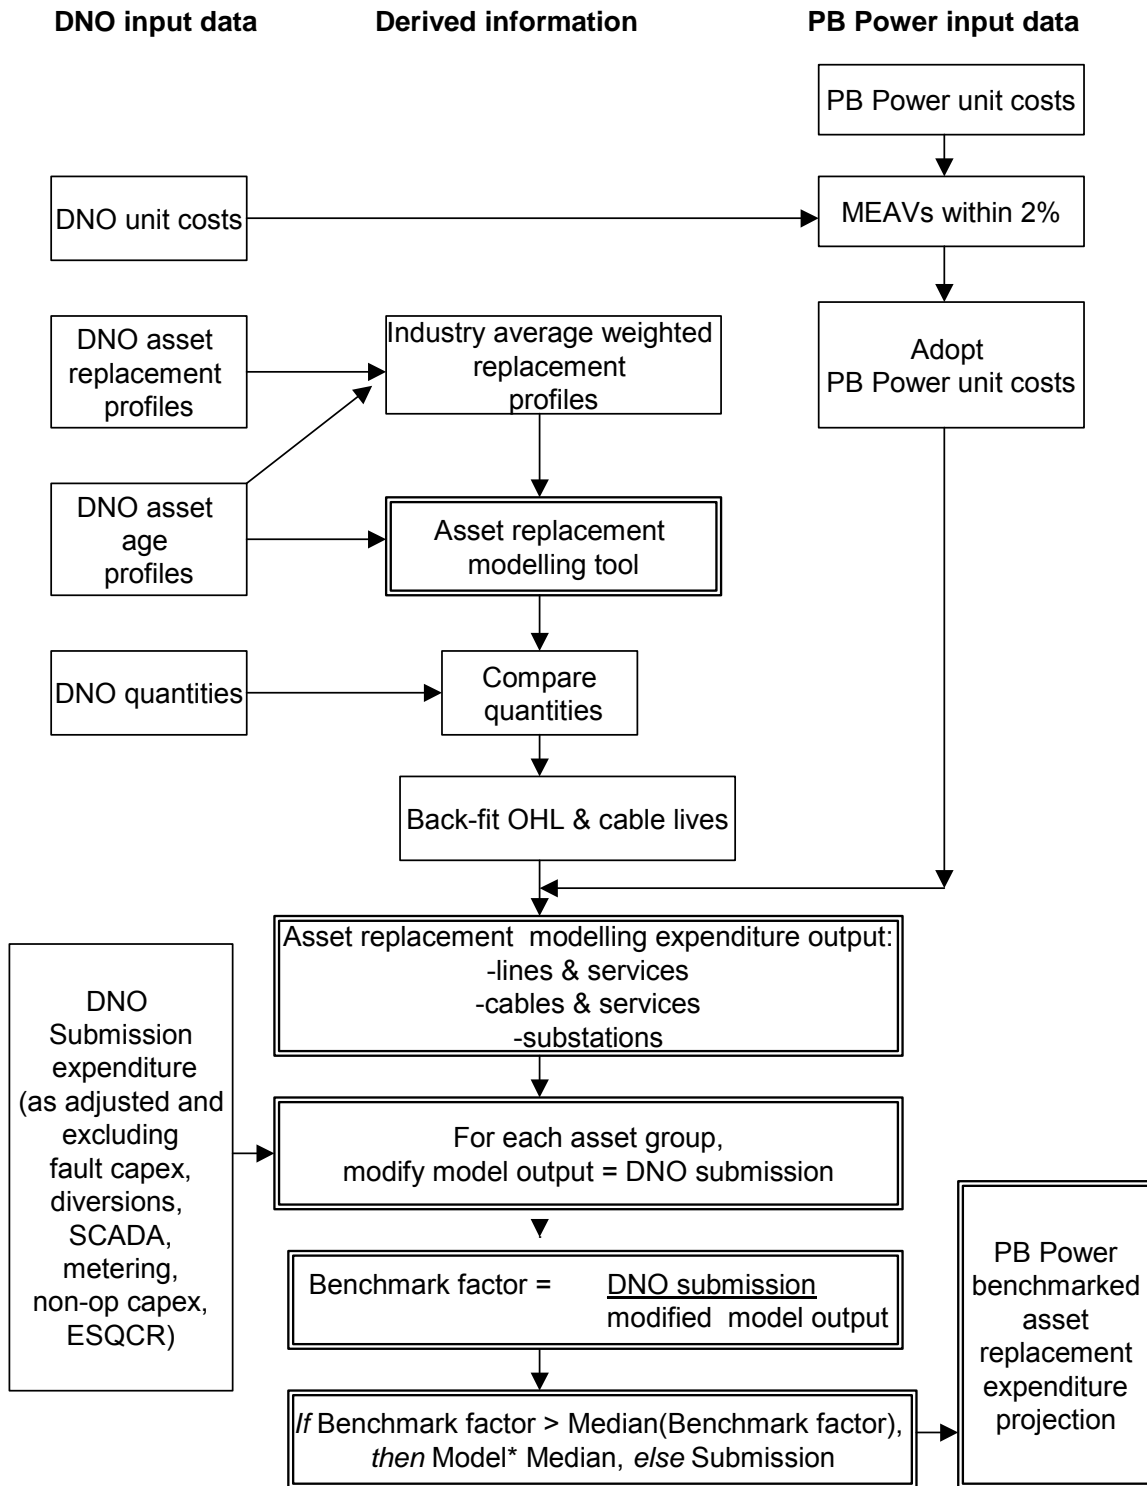 DNO input data
Derived information
PB Power input data
PB Power unit costs
DNO unit costs
MEAVs within 2%
DNO asset
replacement
profiles
Industry average weighted
replacement
profiles
Adopt
PB Power unit costs
DNO asset
age
profiles
Asset replacement
modelling tool
DNO quantities
Compare
quantities
Back-fit OHL & cable lives
Asset replacement modelling expenditure output:
-lines & services
-cables & services
-substations
DNO
Submission
expenditure
(as adjusted and
excluding
fault capex,
diversions,
SCADA,
metering,
non-op capex,
ESQCR)
For each asset group,
modify model output = DNO submission
Benchmark factor = DNO submission
modified model output
If Benchmark factor > Median(Benchmark factor),
then Model* Median, else Submission
PB Power
benchmarked
asset
replacement
expenditure
projection